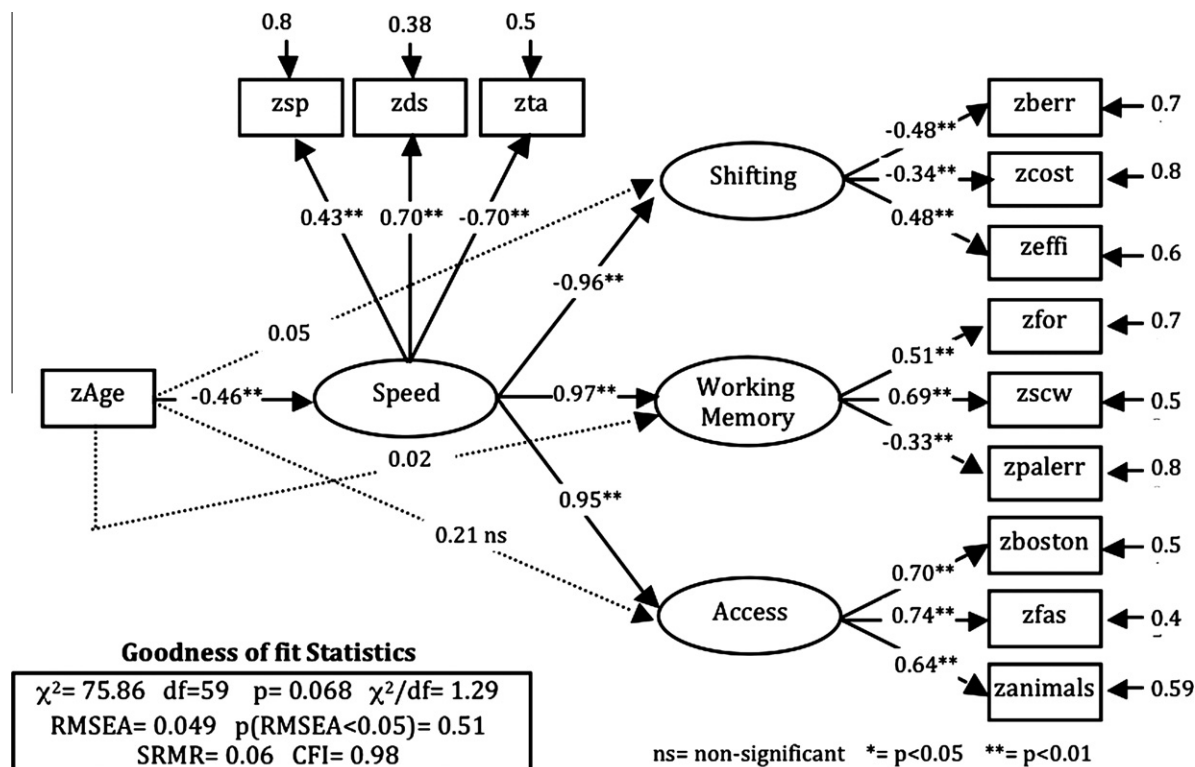 0.8 0.38 0.5
zsp zds zta
0.43** 0.70** -0.70**
zAge
-0.46**
Speed
0.05
0.02
0.21 ns
-0.96**
0.97**
0.95**
Shifting
-0.48**
-0.34**
0.48**
zberr 0.7
zcost 0.8
zeffi 0.6
Working
Memory
0.51**
0.69**
-0.33**
zfor 0.7
zscw 0.5
zpalerr 0.8
Access
0.70**
0.74**
0.64**
zboston 0.5
zfas 0.4
zanimals 0.59
Goodness of fit Statistics
χ²= 75.86 df=59 p= 0.068 χ²/df= 1.29
RMSEA= 0.049 p(RMSEA<0.05)= 0.51
SRMR= 0.06 CFI= 0.98
ns= non-significant *= p<0.05 **= p<0.01